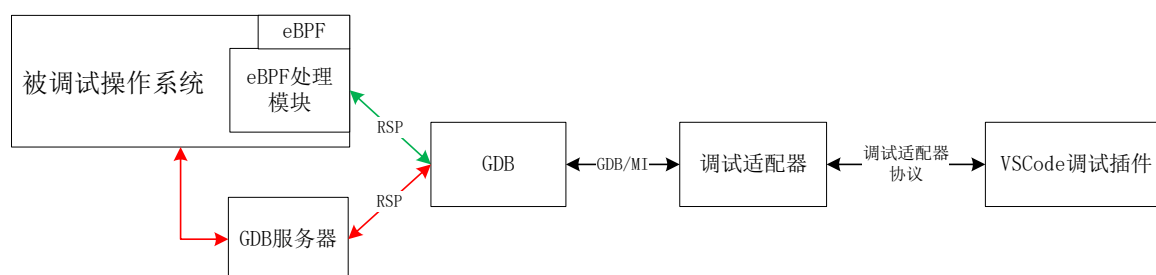 eBPF
被调试操作系统
eBPF处理
模块
RSP
GDB
GDB/MI
调试适配器
调试适配器
协议
VSCode调试插件
RSP
GDB服务器